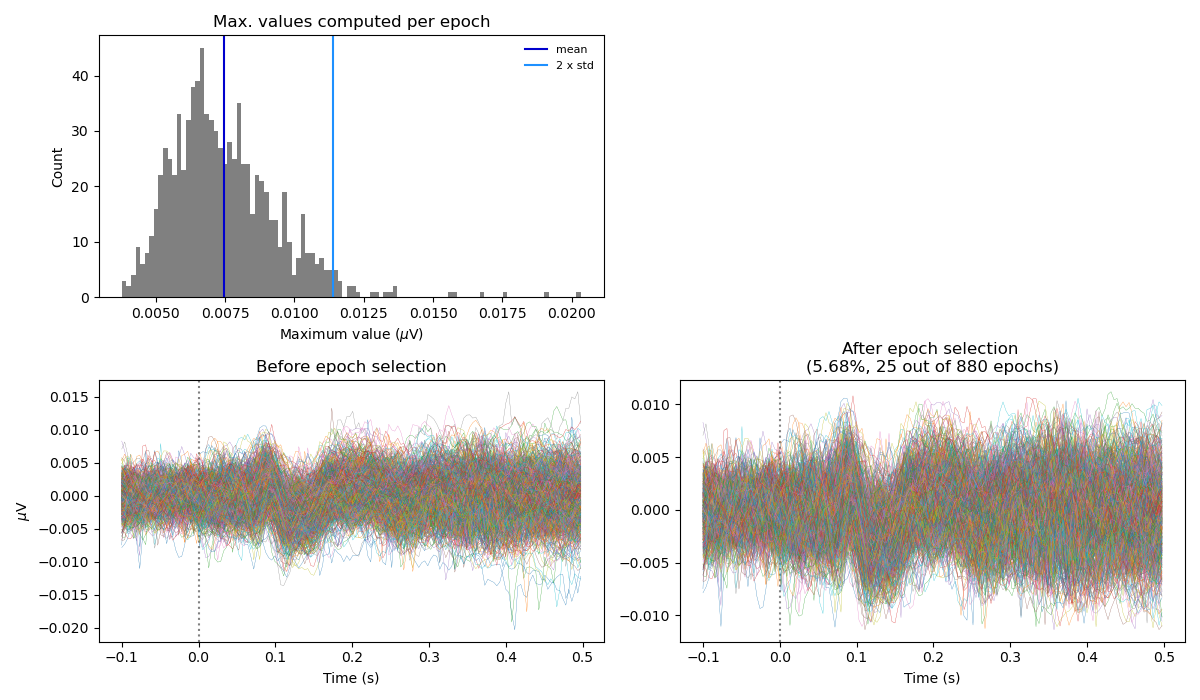 Max. values computed per epoch
mean
2 x std
Count
40
30
20
10
0
0.0050 0.0075 0.0100 0.0125 0.0150 0.0175 0.0200
Maximum value (μV)
Before epoch selection
μV
0.015
0.010
0.005
0.000
−0.005
−0.010
−0.015
−0.020
−0.1 0.0 0.1 0.2 0.3 0.4 0.5
Time (s)
After epoch selection
(5.68%, 25 out of 880 epochs)
0.010
0.005
0.000
−0.005
−0.010
−0.1 0.0 0.1 0.2 0.3 0.4 0.5
Time (s)